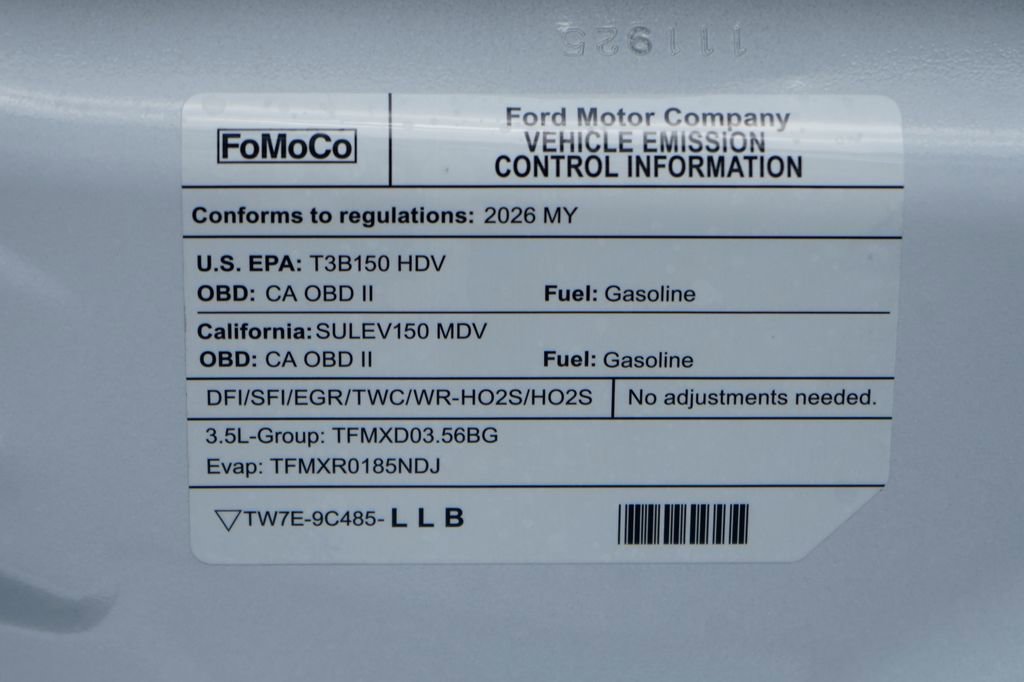 111925
FoMoCo
Ford Motor Company
VEHICLE EMISSION
CONTROL INFORMATION
Conforms to regulations: 2026 MY
U.S. EPA: T3B150 HDV
OBD: CA OBD II Fuel: Gasoline
California: SULEV150 MDV
OBD: CA OBD II Fuel: Gasoline
DFI/SFI/EGR/TWC/WR-HO2S/HO2S No adjustments needed.
3.5L-Group: TFMXD03.56BG
Evap: TFMXR0185NDJ
TW7E-9C485-LLB